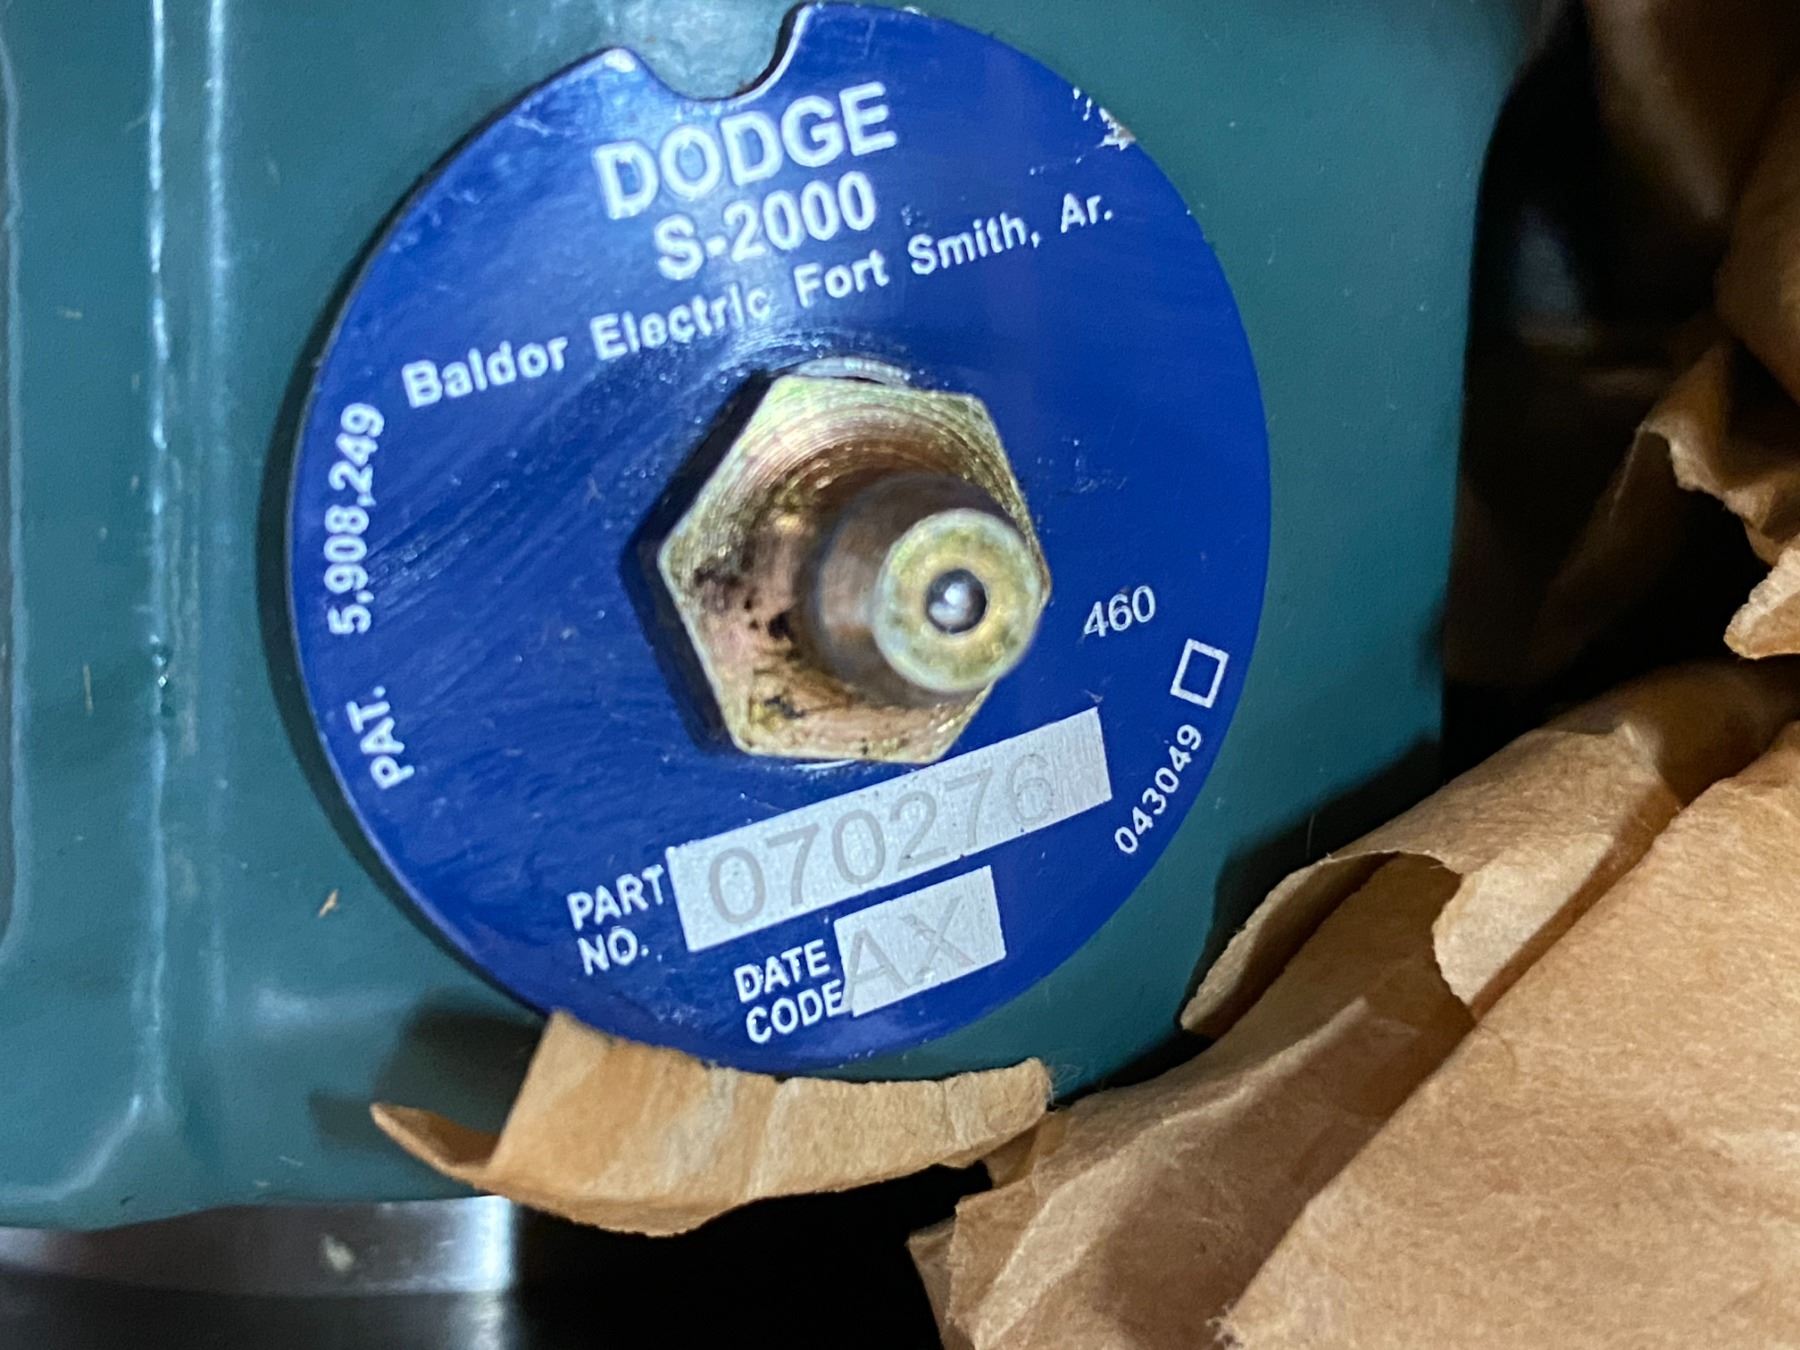 DODGE
S-2000
Baldor Electric Fort Smith, Ar.
PAT. 5,908,249
460
043049
PART NO. 070276
DATE CODE AX